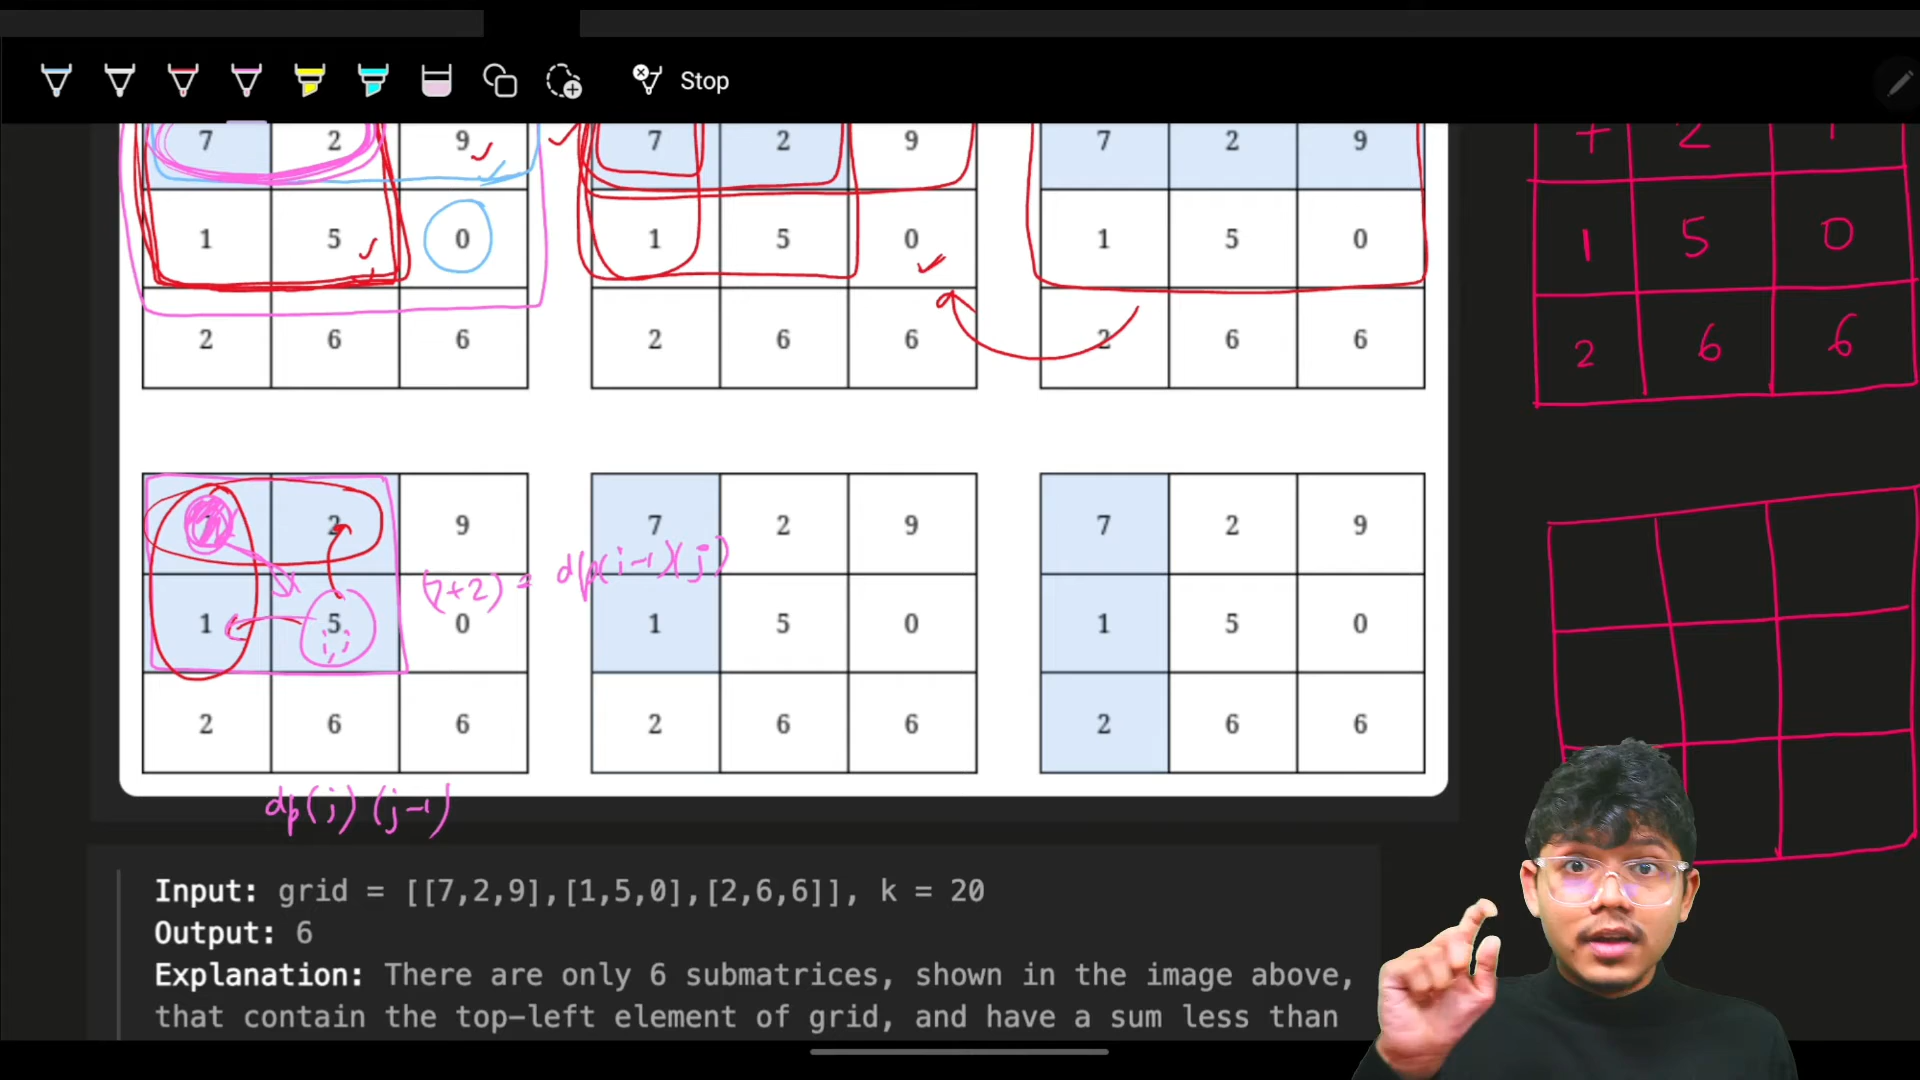 Stop
7 2 9 7 2 9 7 2 9 7 2 1
1 5 0 1 5 0 1 5 0 1 5 0
2 6 6 2 6 6 2 6 6 2 6 6
2 9 7 2 9 7 2 9
(7+2) = dp(i-1)(j)
1 5 0 1 5 0 1 5 0
i,j
2 6 6 2 6 6 2 6 6
dp(i)(j-1)
Input: grid = [[7,2,9],[1,5,0],[2,6,6]], k = 20
Output: 6
Explanation: There are only 6 submatrices, shown in the image above,
that contain the top-left element of grid, and have a sum less than